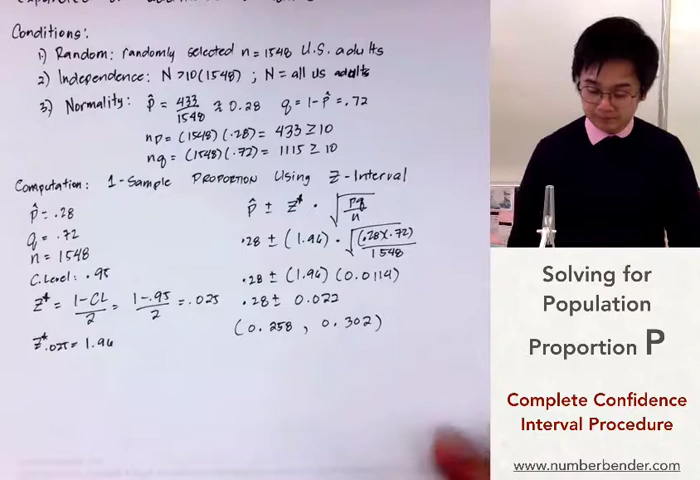 Conditions:
1) Random: randomly selected n = 1548 U.S. adults
2) Independence: N > 10(1548) ; N = all us adults
3) Normality: p̂ = 433/1548 ≈ 0.28 q = 1 - p̂ = .72
np = (1548)(.28) = 433 ≥ 10
nq = (1548)(.72) = 1115 ≥ 10
Computation: 1-Sample PROPORTION Using Z-Interval
p̂ = .28
q = .72
n = 1548
C. Level: .95
Z* = 1-CL/2 = 1-.95/2 = .025
Z*.025 = 1.96
p̂ ± Z* · √(pq/n)
.28 ± (1.96) · √((.28)(.72)/1548)
.28 ± (1.96)(0.0114)
.28 ± 0.022
(0.258, 0.302)
Solving for
Population
Proportion P
Complete Confidence
Interval Procedure
www.numberbender.com